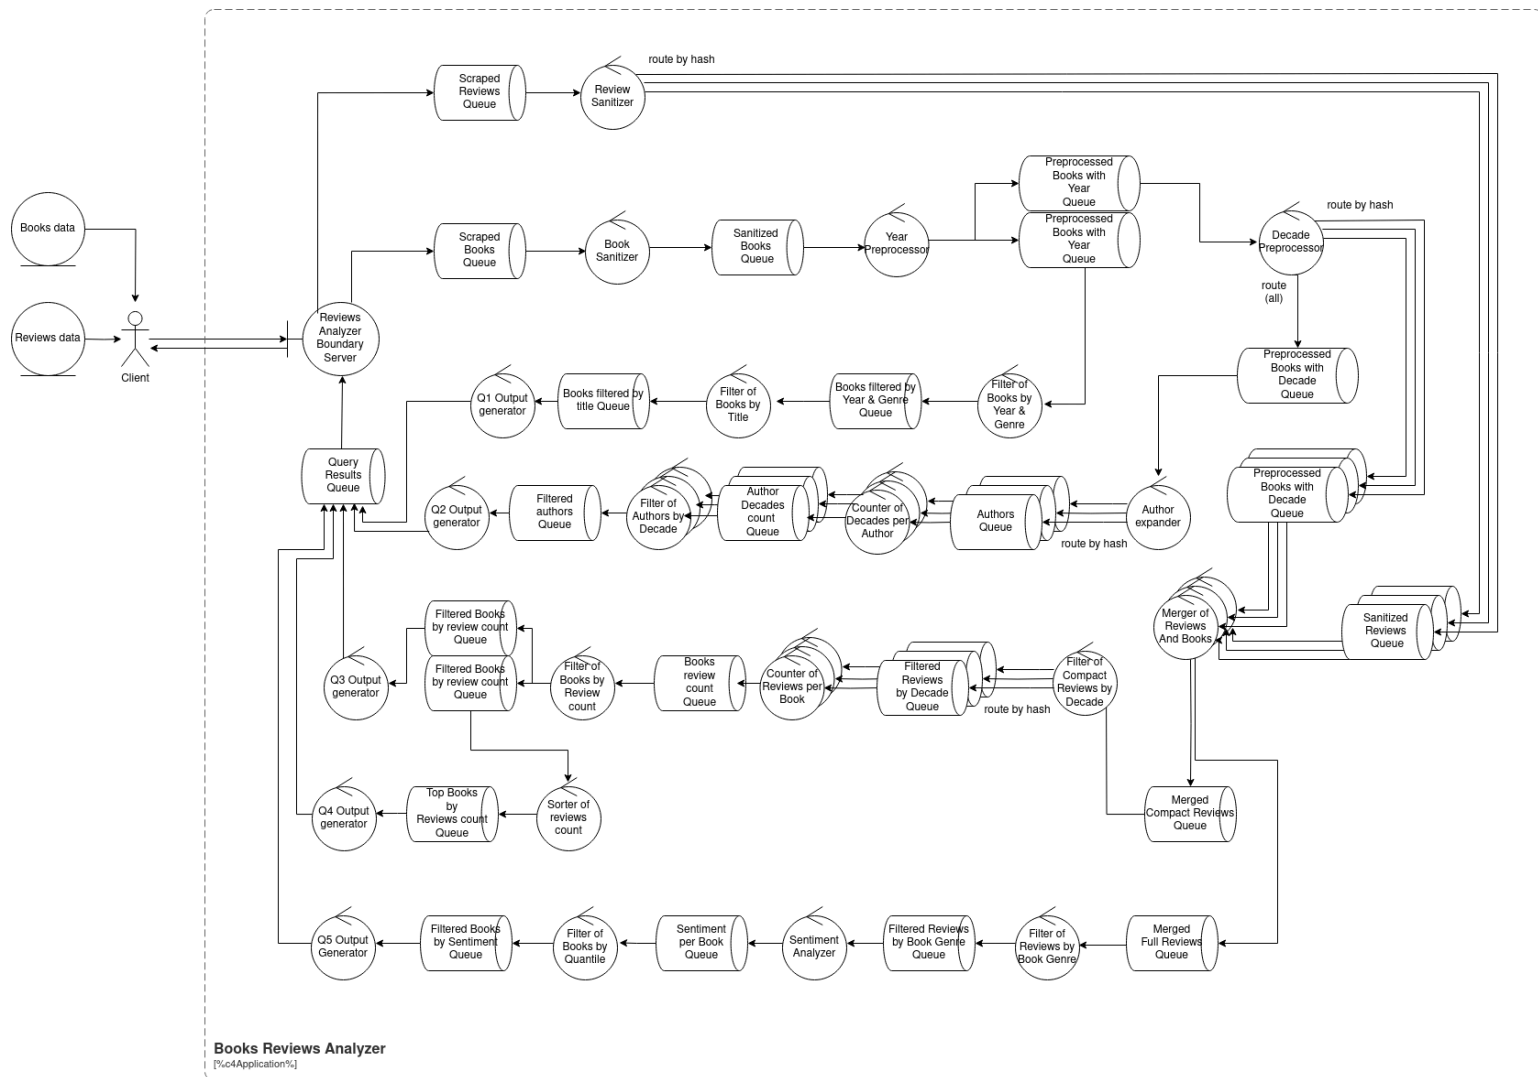 route by hash
Scraped
Reviews
Queue
Review
Sanitizer
Preprocessed
Books with
Year
Queue
Books data
Scraped
Books
Queue
Book
Sanitizer
Sanitized
Books
Queue
Year
Preprocessor
Preprocessed
Books with
Year
Queue
route by hash
Decade
Preprocessor
route
(all)
Reviews data
Client
Reviews
Analyzer
Boundary
Server
Q1 Output
generator
Books filtered by
title Queue
Filter of
Books by
Title
Books filtered by
Year & Genre
Queue
Filter of
Books by
Year &
Genre
Preprocessed
Books with
Decade
Queue
Query
Results
Queue
Q2 Output
generator
Filtered
authors
Queue
Filter of
Authors by
Decade
Author
Decades
count
Queue
Counter of
Decades per
Author
Authors
Queue
route by hash
Author
expander
Preprocessed
Books with
Decade
Queue
Merger of
Reviews
And Books
Sanitized
Reviews
Queue
Filtered Books
by review count
Queue
Q3 Output
generator
Filtered Books
by review count
Queue
Filter of
Books by
Review
count
Books
review
count
Queue
Counter of
Reviews per
Book
Filtered
Reviews
by Decade
Queue
route by hash
Filter of
Compact
Reviews by
Decade
Q4 Output
generator
Top Books
by
Reviews count
Queue
Sorter of
reviews
count
Merged
Compact Reviews
Queue
Q5 Output
Generator
Filtered Books
by Sentiment
Queue
Filter of
Books by
Quantile
Sentiment
per Book
Queue
Sentiment
Analyzer
Filtered Reviews
by Book Genre
Queue
Filter of
Reviews by
Book Genre
Merged
Full Reviews
Queue
Books Reviews Analyzer
[%c4Application%]